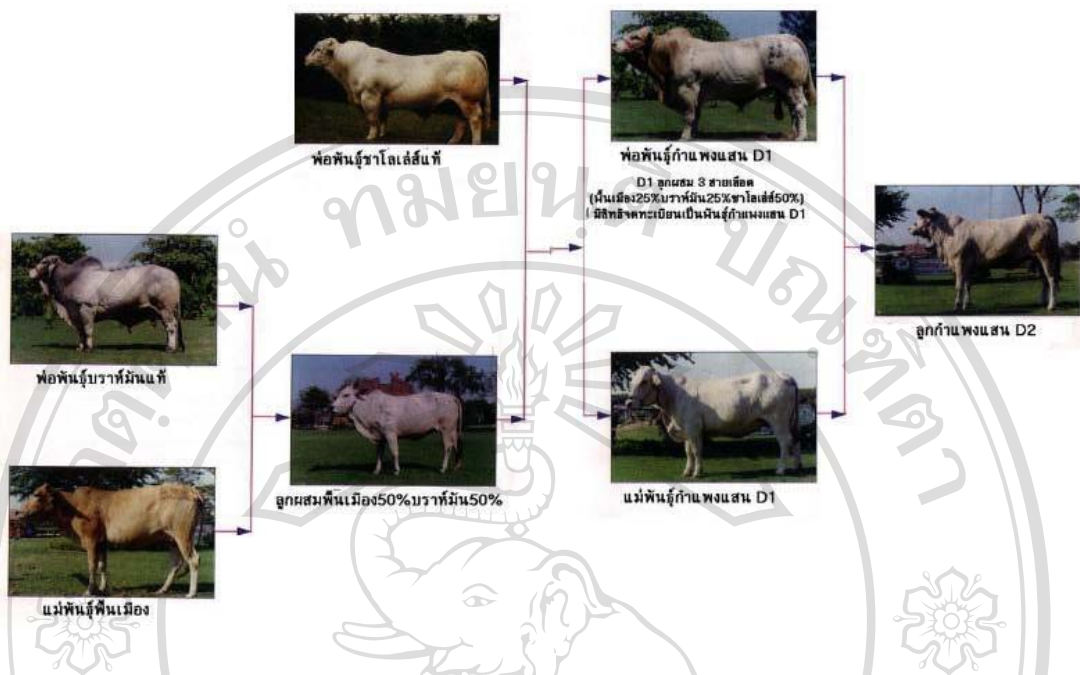 พ่อพันธุ์ชาโลเล่ส์แท้
พ่อพันธุ์กำแพงแสน D1
D1 ลูกผสม 3 สายเลือด
(พื้นเมือง25%บราห์มัน25%ชาโลเล่ส์50%)
มีสิทธิจดทะเบียนเป็นพันธุ์กำแพงแสน D1
ลูกกำแพงแสน D2
พ่อพันธุ์บราห์มันแท้
ลูกผสมพื้นเมือง50%บราห์มัน50%
แม่พันธุ์กำแพงแสน D1
แม่พันธุ์พื้นเมือง